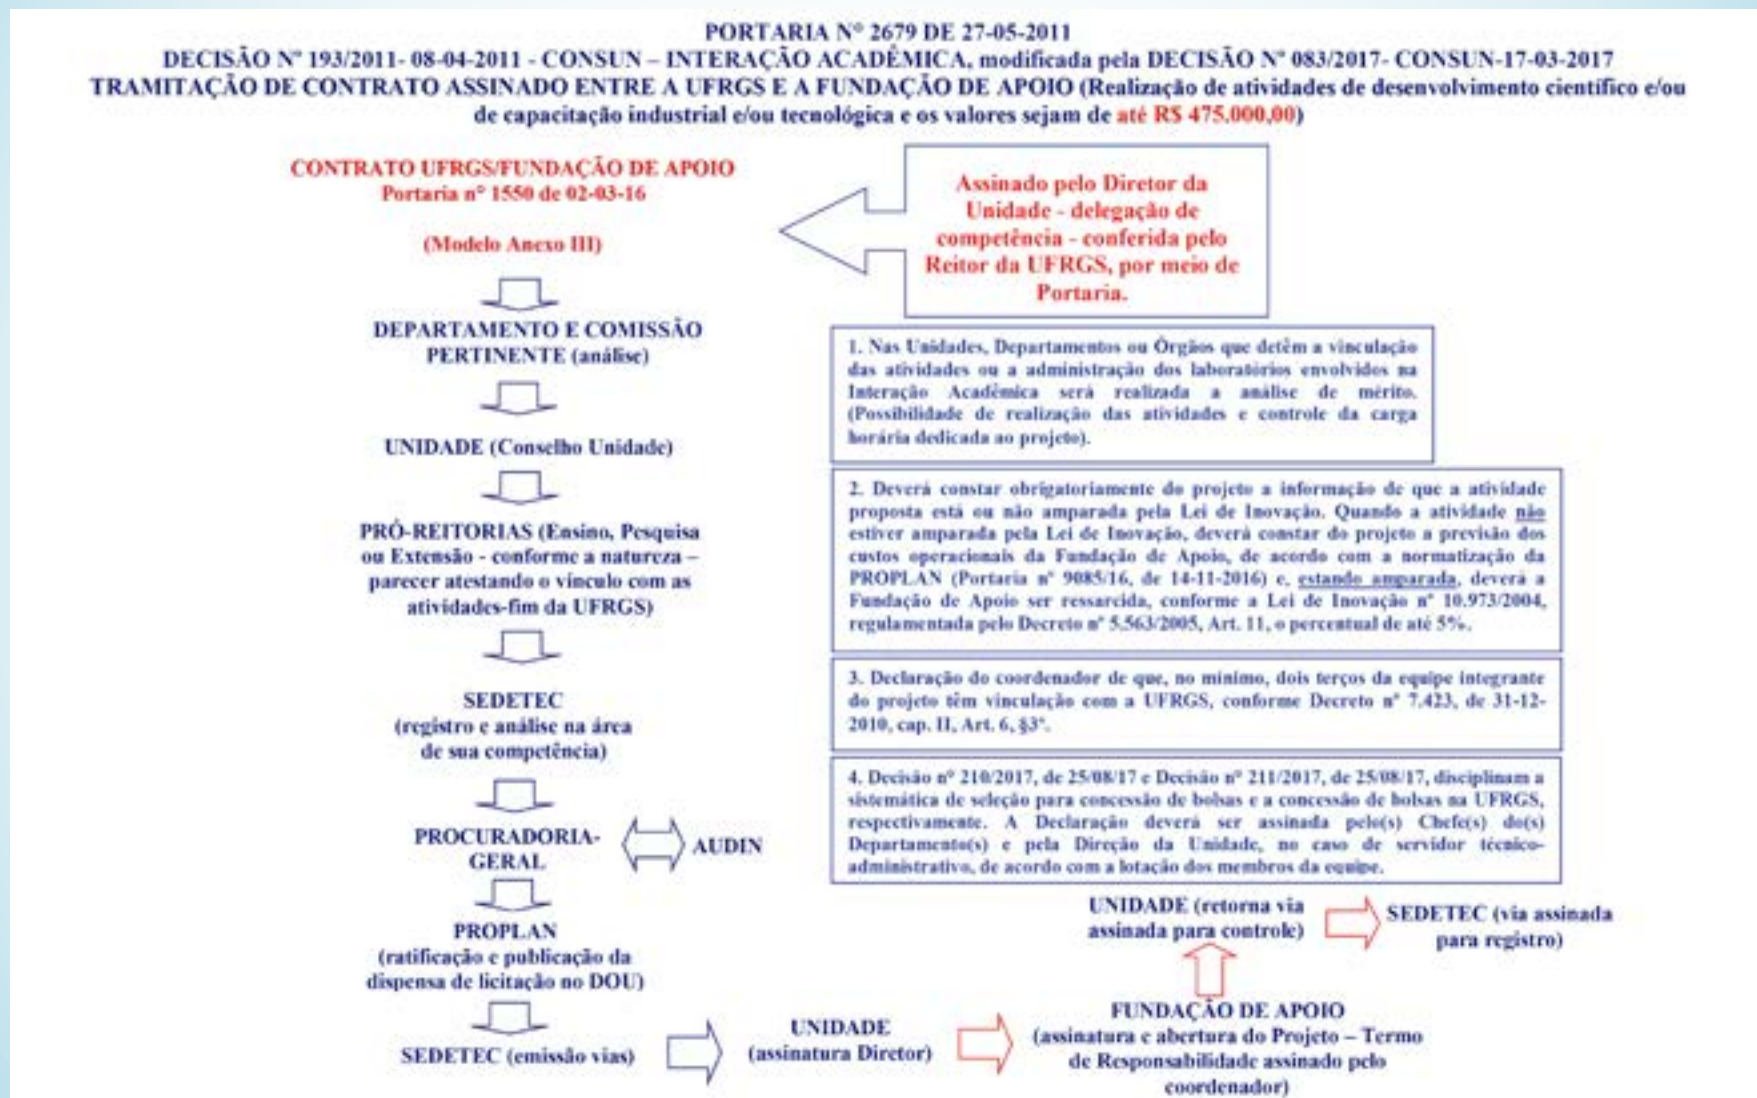 PORTARIA Nº 2679 DE 27-05-2011
DECISÃO Nº 193/2011- 08-04-2011 - CONSUN – INTERAÇÃO ACADÊMICA, modificada pela DECISÃO Nº 083/2017- CONSUN-17-03-2017
TRAMITAÇÃO DE CONTRATO ASSINADO ENTRE A UFRGS E A FUNDAÇÃO DE APOIO (Realização de atividades de desenvolvimento científico e/ou
de capacitação industrial e/ou tecnológica e os valores sejam de até R$ 475.000,00)
CONTRATO UFRGS/FUNDAÇÃO DE APOIO
Portaria nº 1550 de 02-03-16
(Modelo Anexo III)
Assinado pelo Diretor da
Unidade - delegação de
competência - conferida pelo
Reitor da UFRGS, por meio de
Portaria.
DEPARTAMENTO E COMISSÃO
PERTINENTE (análise)
UNIDADE (Conselho Unidade)
PRÓ-REITORIAS (Ensino, Pesquisa
ou Extensão - conforme a natureza –
parecer atestando o vínculo com as
atividades-fim da UFRGS)
SEDETEC
(registro e análise na área
de sua competência)
PROCURADORIA-
GERAL
AUDIN
PROPLAN
(ratificação e publicação da
dispensa de licitação no DOU)
SEDETEC (emissão vias)
UNIDADE
(assinatura Diretor)
FUNDAÇÃO DE APOIO
(assinatura e abertura do Projeto – Termo
de Responsabilidade assinado pelo
coordenador)
UNIDADE (retorna via
assinada para controle)
SEDETEC (via assinada
para registro)
1. Nas Unidades, Departamentos ou Órgãos que detêm a vinculação
das atividades ou a administração dos laboratórios envolvidos na
Interação Acadêmica será realizada a análise de mérito.
(Possibilidade de realização das atividades e controle da carga
horária dedicada ao projeto).
2. Deverá constar obrigatoriamente do projeto a informação de que a atividade
proposta está ou não amparada pela Lei de Inovação. Quando a atividade não
estiver amparada pela Lei de Inovação, deverá constar do projeto a previsão dos
custos operacionais da Fundação de Apoio, de acordo com a normatização da
PROPLAN (Portaria nº 9085/16, de 14-11-2016) e, estando amparada, deverá a
Fundação de Apoio ser ressarcida, conforme a Lei de Inovação nº 10.973/2004,
regulamentada pelo Decreto nº 5.563/2005, Art. 11, o percentual de até 5%.
3. Declaração do coordenador de que, no mínimo, dois terços da equipe integrante
do projeto têm vinculação com a UFRGS, conforme Decreto nº 7.423, de 31-12-
2010, cap. II, Art. 6, §3º.
4. Decisão nº 210/2017, de 25/08/17 e Decisão nº 211/2017, de 25/08/17, disciplinam a
sistemática de seleção para concessão de bolsas e a concessão de bolsas na UFRGS,
respectivamente. A Declaração deverá ser assinada pelo(s) Chefe(s) do(s)
Departamento(s) e pela Direção da Unidade, no caso de servidor técnico-
administrativo, de acordo com a lotação dos membros da equipe.